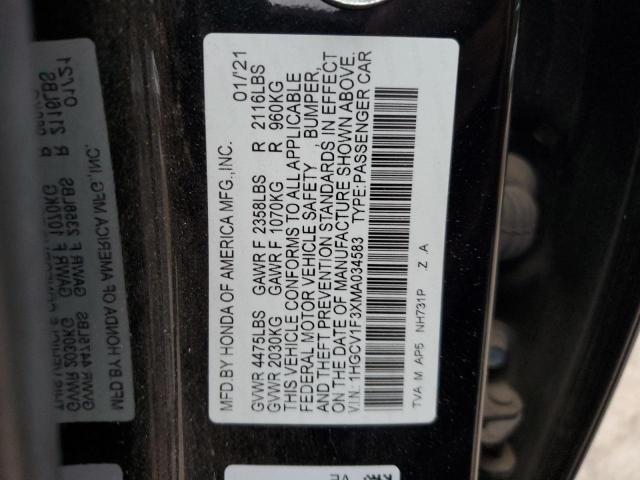 MFD BY HONDA OF AMERICA MFG.,INC. 01/'21
GVWR 4475LBS GAWR F 2358LBS R 2116LBS
GVWR 2030KG GAWR F 1070KG R 960KG
THIS VEHICLE CONFORMS TO ALL APPLICABLE
FEDERAL MOTOR VEHICLE SAFETY, BUMPER,
AND THEFT PREVENTION STANDARDS IN EFFECT
ON THE DATE OF MANUFACTURE SHOWN ABOVE.
V.I.N.:1HGCV1F3XMA034583 TYPE:PASSENGER CAR
TVA M AP5 NH731P Z A